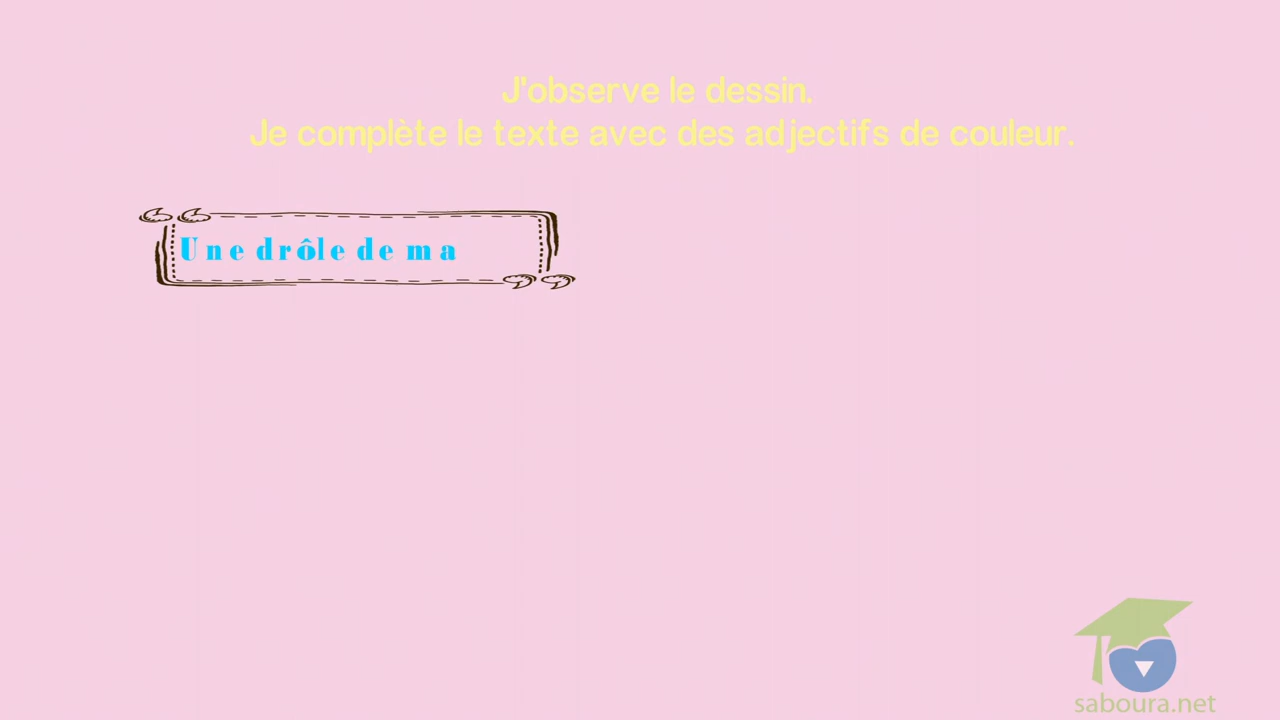 J'observe le dessin.
Je complète le texte avec des adjectifs de couleur.
Une drôle de ma
saboura.net